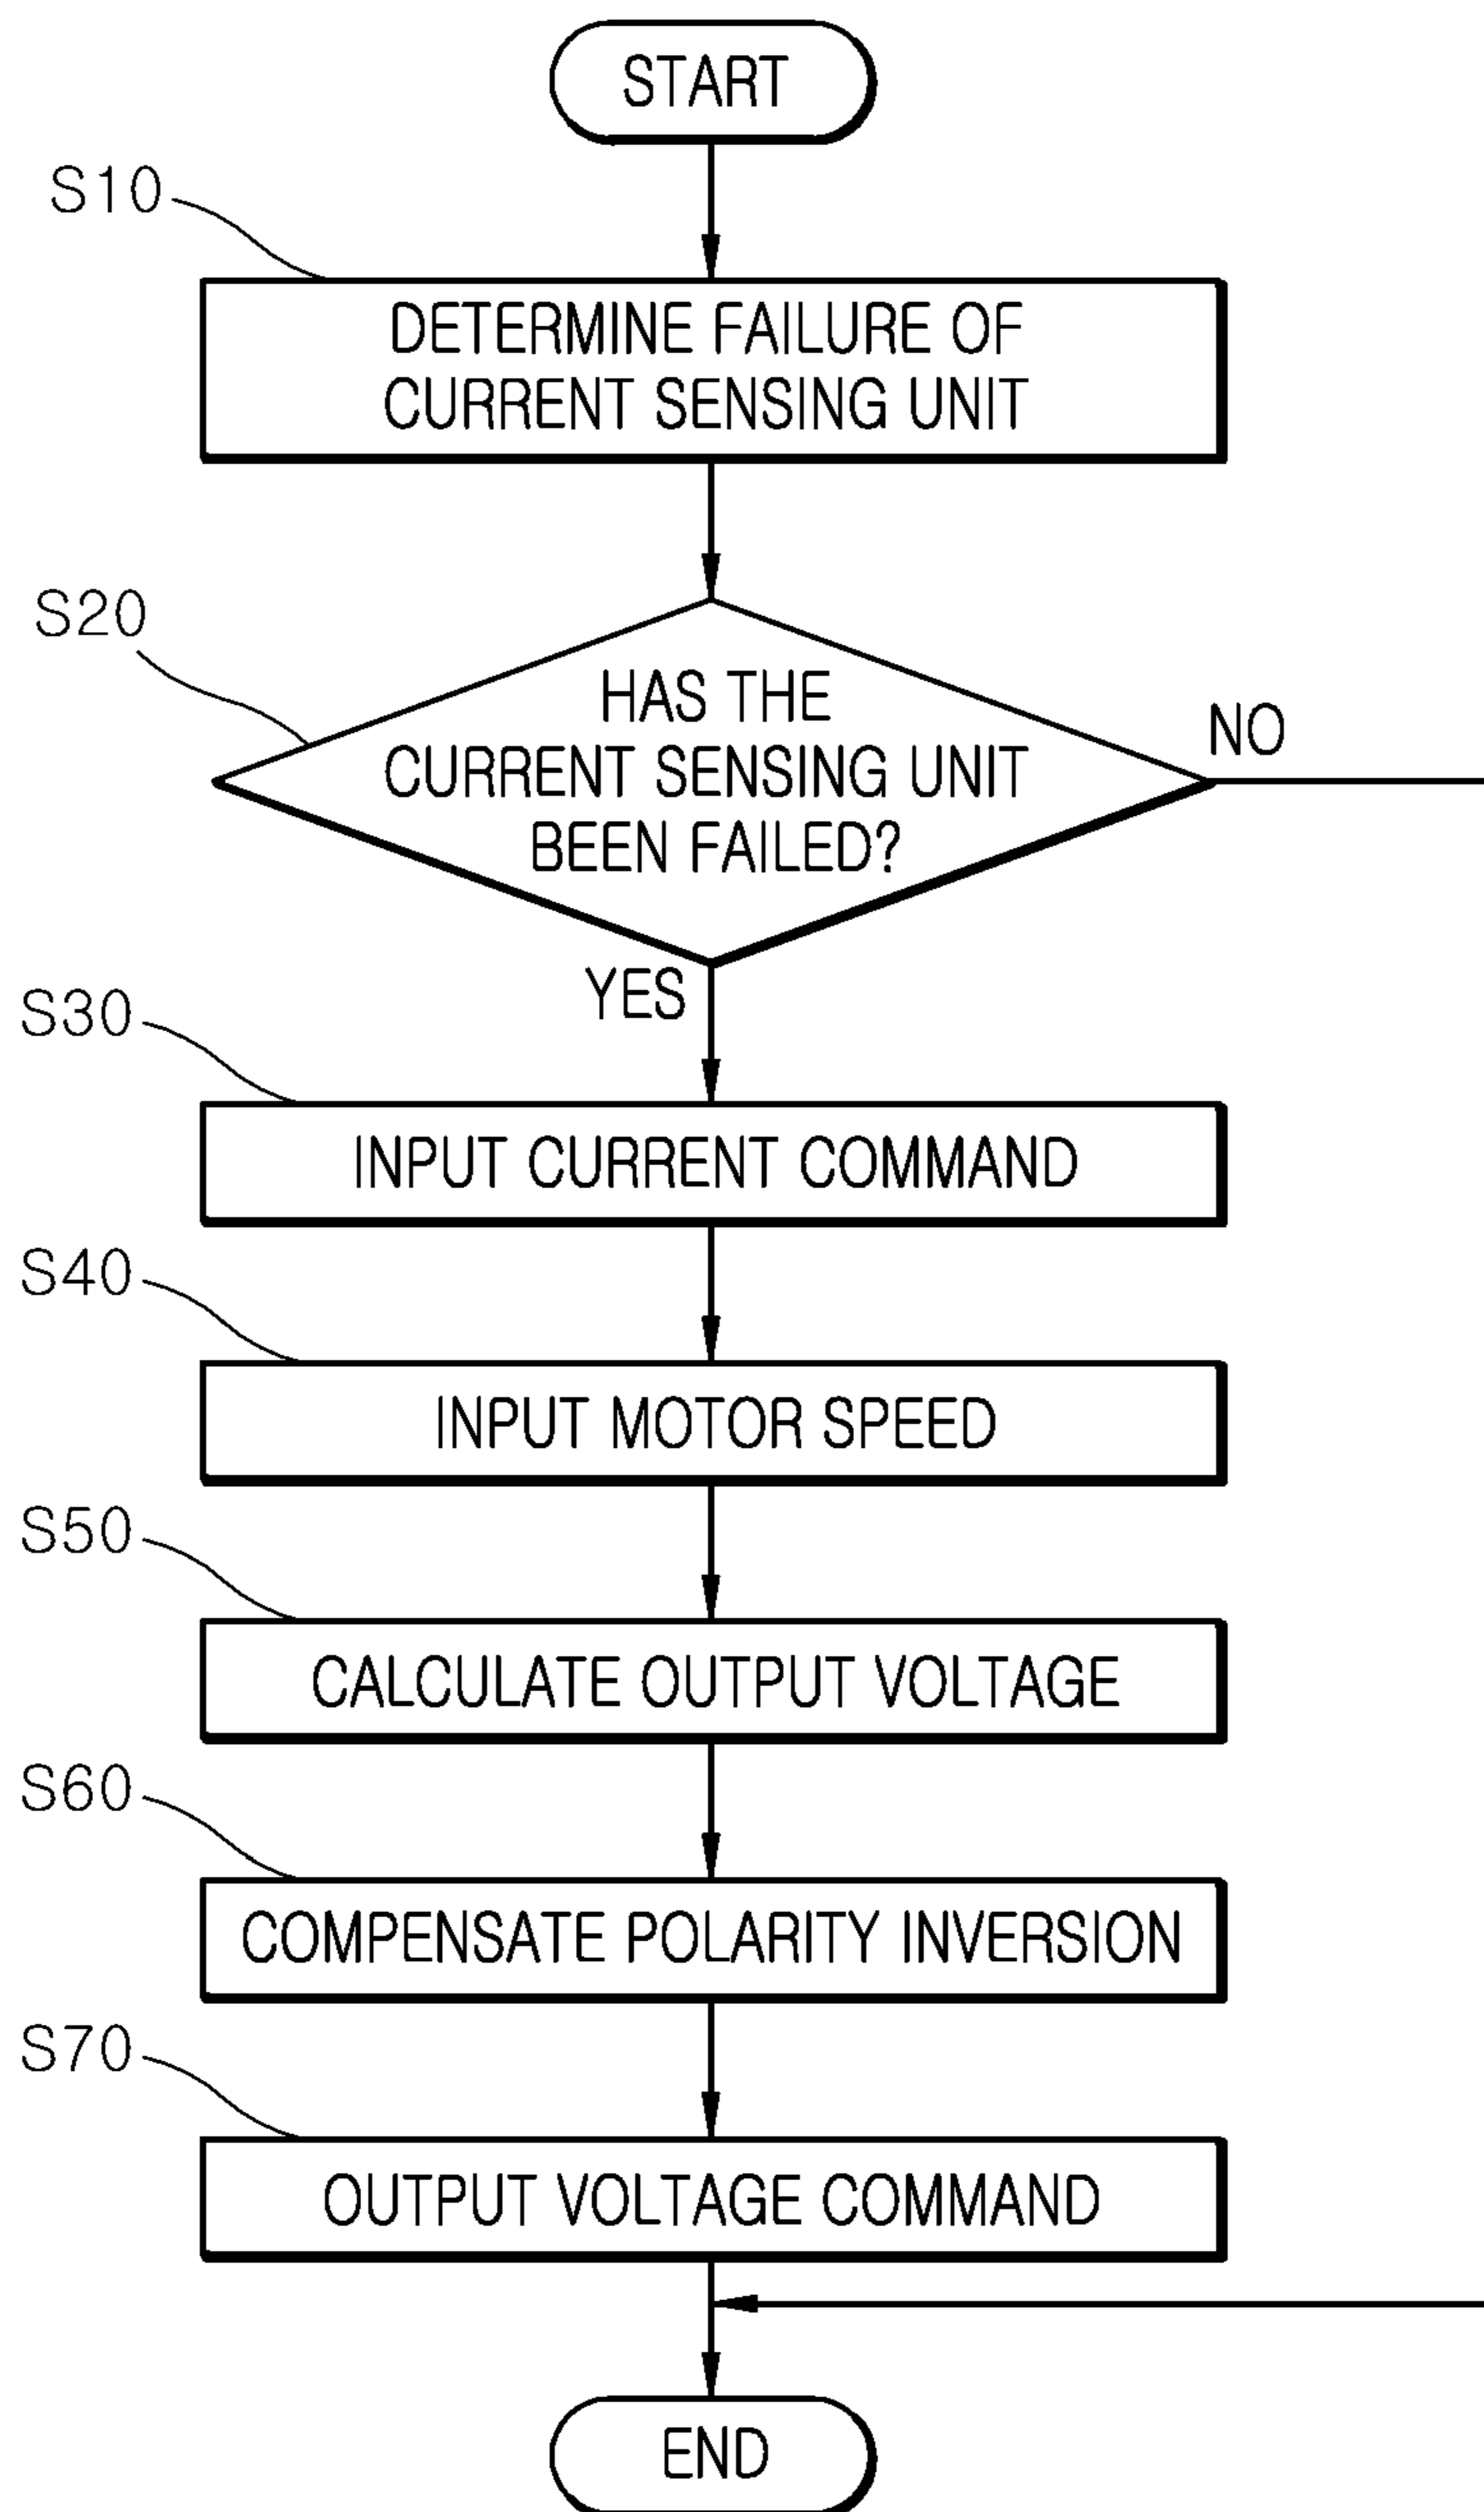 START
S10
DETERMINE FAILURE OF
CURRENT SENSING UNIT
S20
HAS THE
CURRENT SENSING UNIT
BEEN FAILED?
NO
YES
S30
INPUT CURRENT COMMAND
S40
INPUT MOTOR SPEED
S50
CALCULATE OUTPUT VOLTAGE
S60
COMPENSATE POLARITY INVERSION
S70
OUTPUT VOLTAGE COMMAND
END